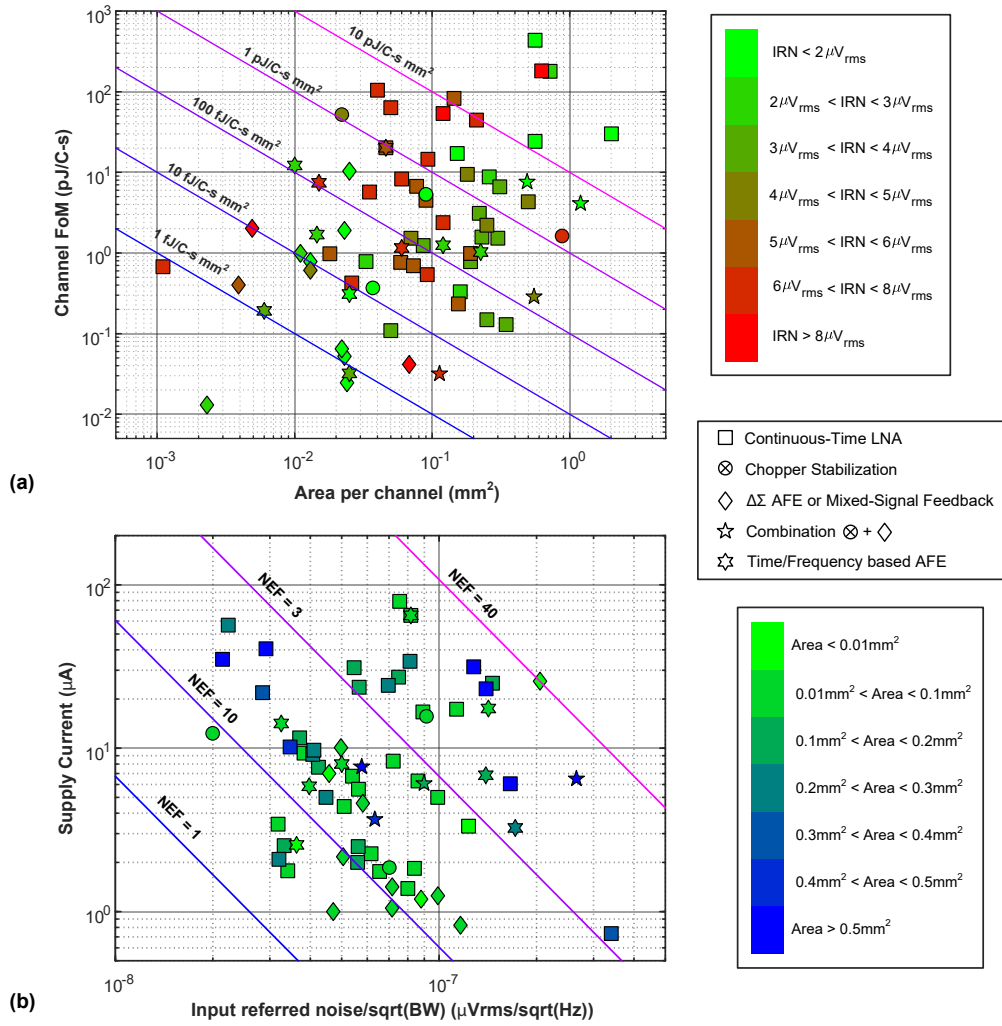 10³
10²
10¹
10⁰
10⁻¹
10⁻²
Channel FoM (pJ/C-s)
10 pJ/C-s mm²
1 pJ/C-s mm²
100 fJ/C-s mm²
10 fJ/C-s mm²
1 fJ/C-s mm²
10⁻³
10⁻²
10⁻¹
10⁰
(a)
Area per channel (mm²)
IRN < 2μVrms
2μVrms < IRN < 3μVrms
3μVrms < IRN < 4μVrms
4μVrms < IRN < 5μVrms
5μVrms < IRN < 6μVrms
6μVrms < IRN < 8μVrms
IRN > 8μVrms
Continuous-Time LNA
Chopper Stabilization
ΔΣ AFE or Mixed-Signal Feedback
Combination ⊗ + ◇
Time/Frequency based AFE
10²
10¹
10⁰
Supply Current (μA)
NEF = 3
NEF = 40
NEF = 10
NEF = 1
10⁻⁸
10⁻⁷
(b)
Input referred noise/sqrt(BW) (μVrms/sqrt(Hz))
Area < 0.01mm²
0.01mm² < Area < 0.1mm²
0.1mm² < Area < 0.2mm²
0.2mm² < Area < 0.3mm²
0.3mm² < Area < 0.4mm²
0.4mm² < Area < 0.5mm²
Area > 0.5mm²